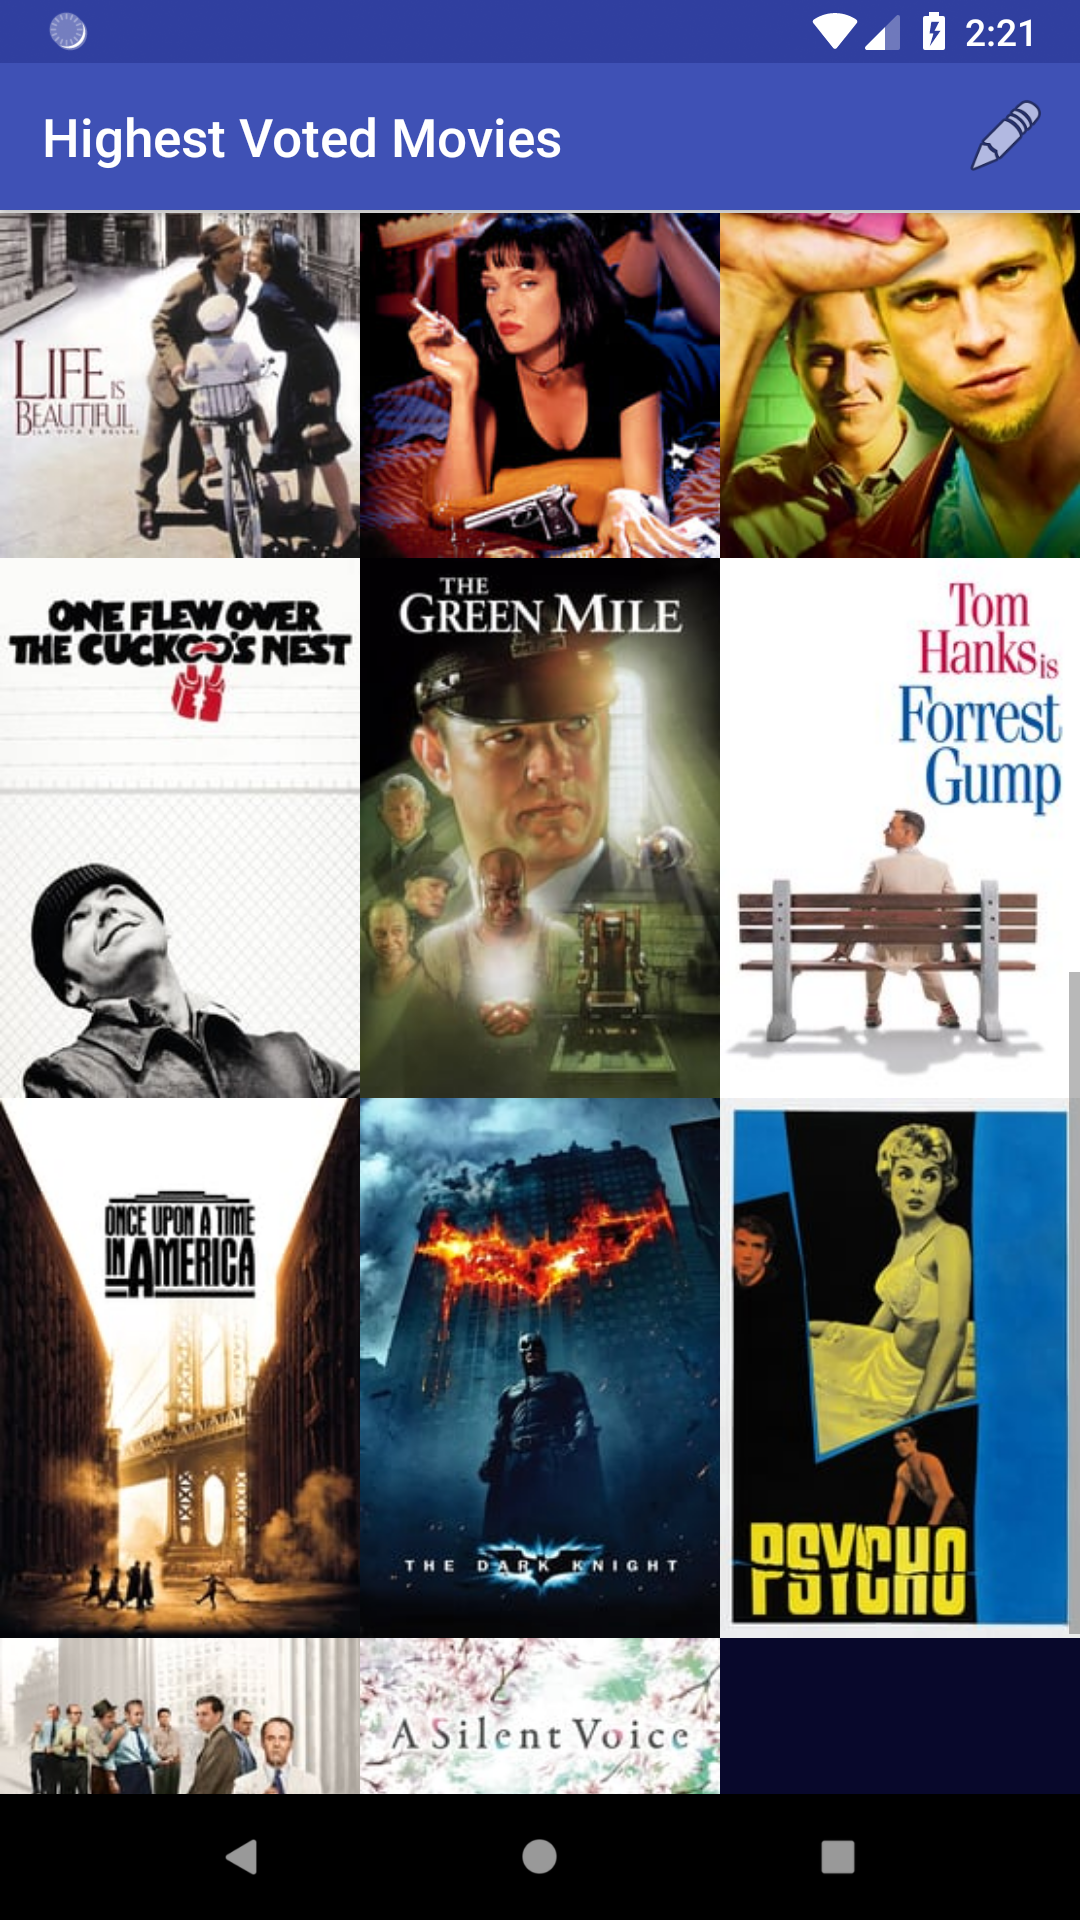 2:21
Highest Voted Movies
LIFE IS
BEAUTIFUL
(LA VITA È BELLA)
ONE FLEW OVER
THE CUCKOO'S NEST
THE
GREEN MILE
Tom
Hanks is
Forrest
Gump
ONCE UPON A TIME
IN AMERICA
THE DARK KNIGHT
PSYCHO
A Silent Voice